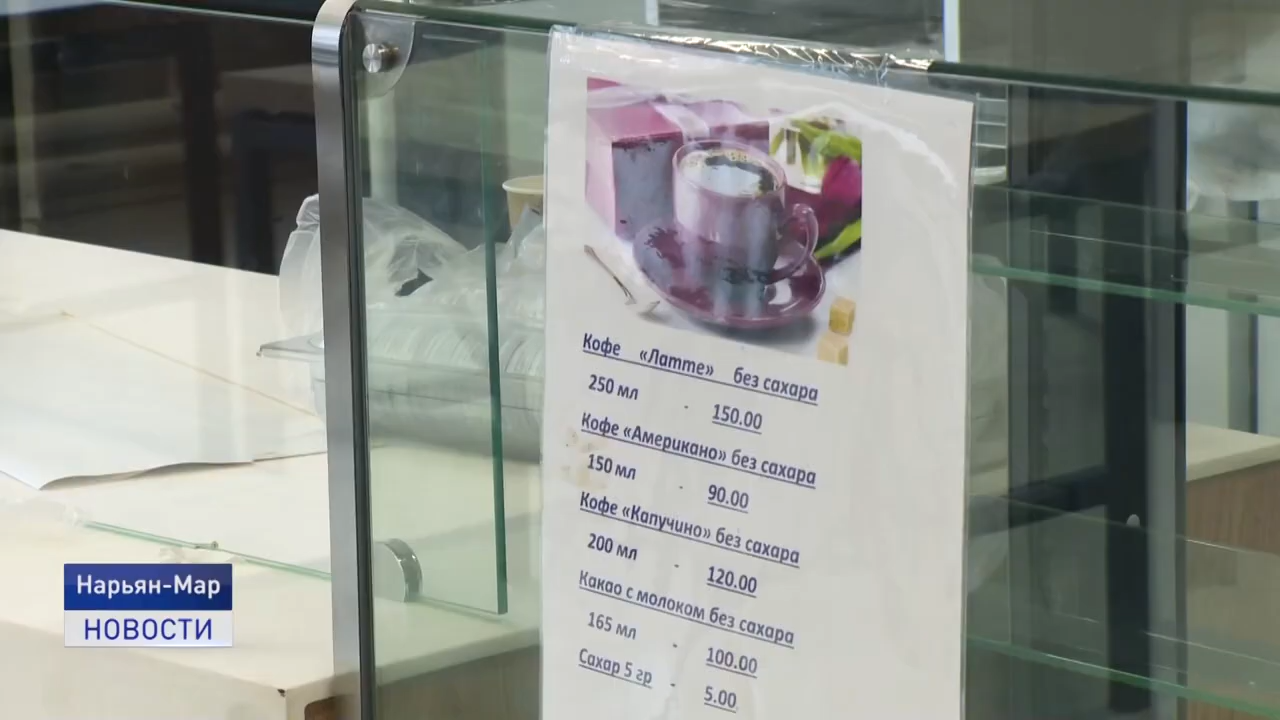 Кофе «Латте» без сахара
250 мл - 150.00
Кофе «Американо» без сахара
150 мл - 90.00
Кофе «Капучино» без сахара
200 мл - 120.00
Какао с молоком без сахара
165 мл - 100.00
Сахар 5 гр - 5.00
Нарьян-Мар
НОВОСТИ